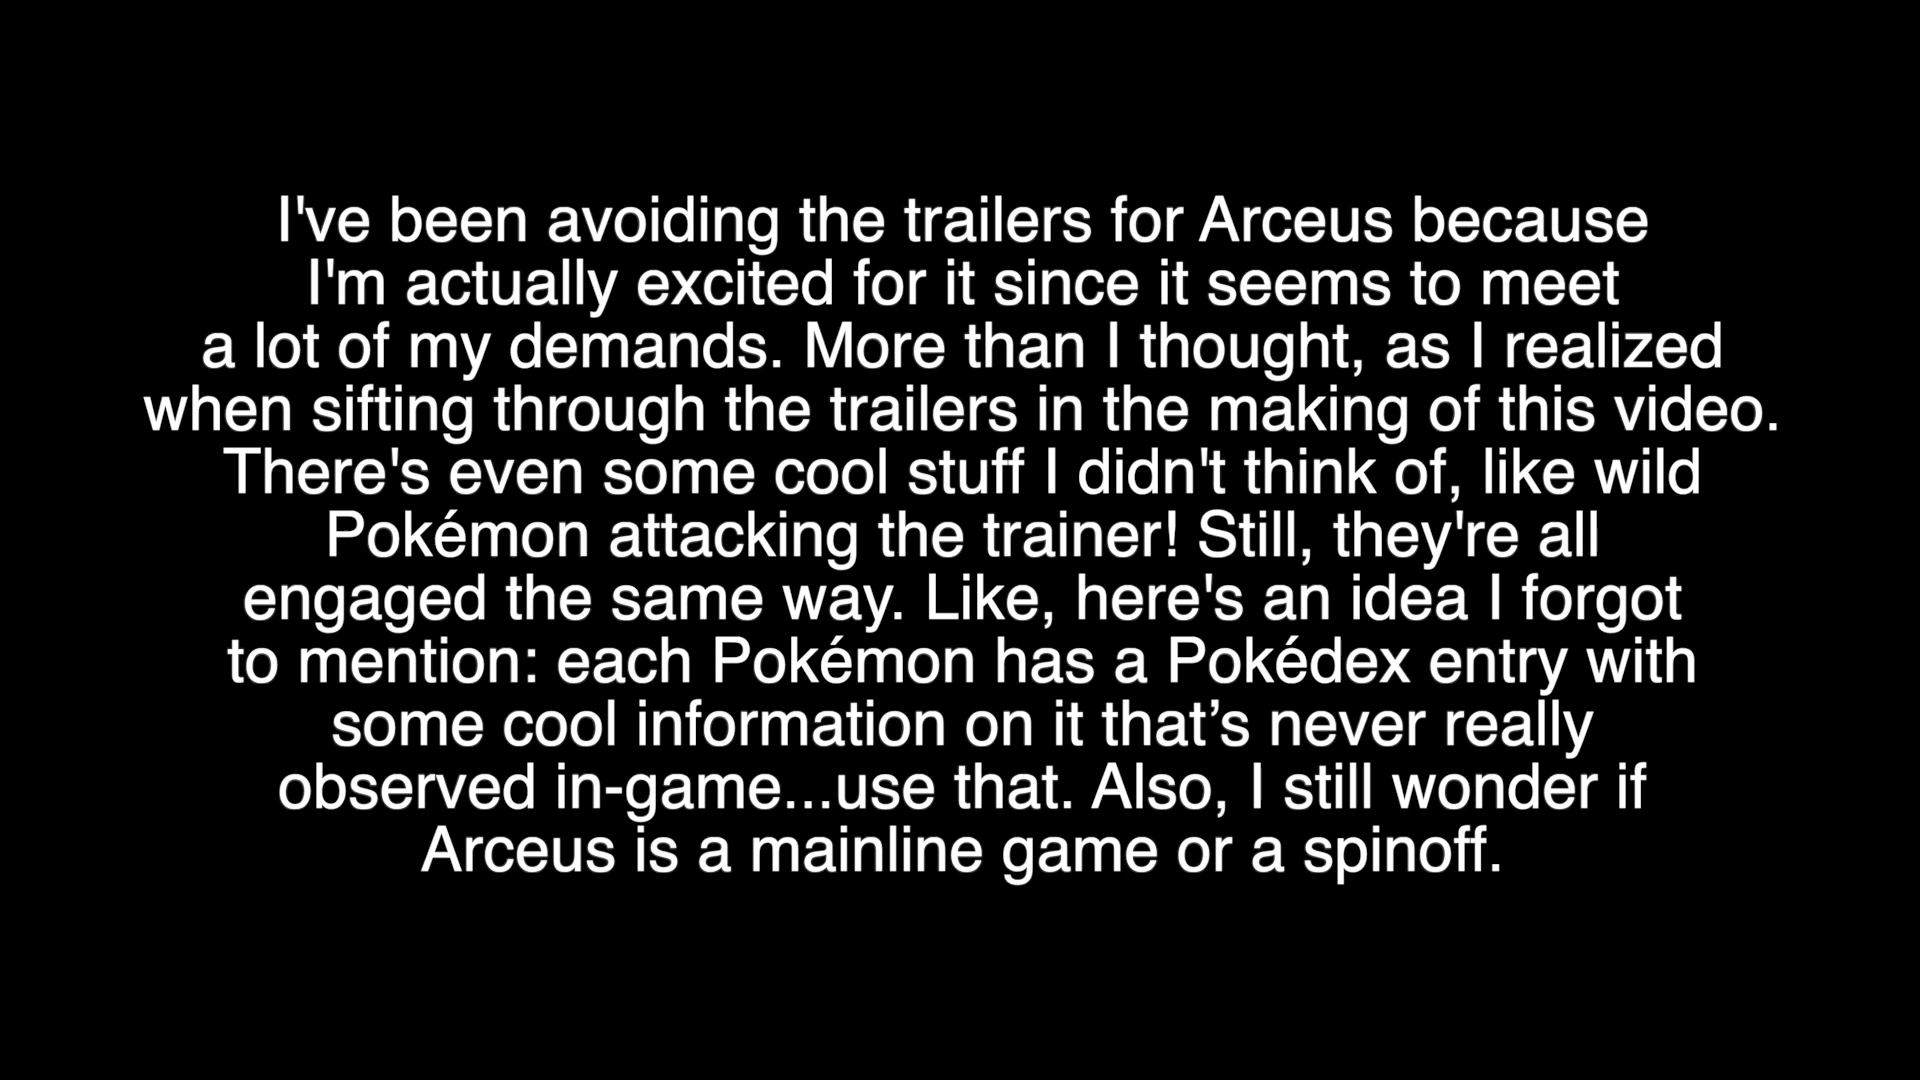 I've been avoiding the trailers for Arceus because
I'm actually excited for it since it seems to meet
a lot of my demands. More than I thought, as I realized
when sifting through the trailers in the making of this video.
There's even some cool stuff I didn't think of, like wild
Pokémon attacking the trainer! Still, they're all
engaged the same way. Like, here's an idea I forgot
to mention: each Pokémon has a Pokédex entry with
some cool information on it that’s never really
observed in-game...use that. Also, I still wonder if
Arceus is a mainline game or a spinoff.